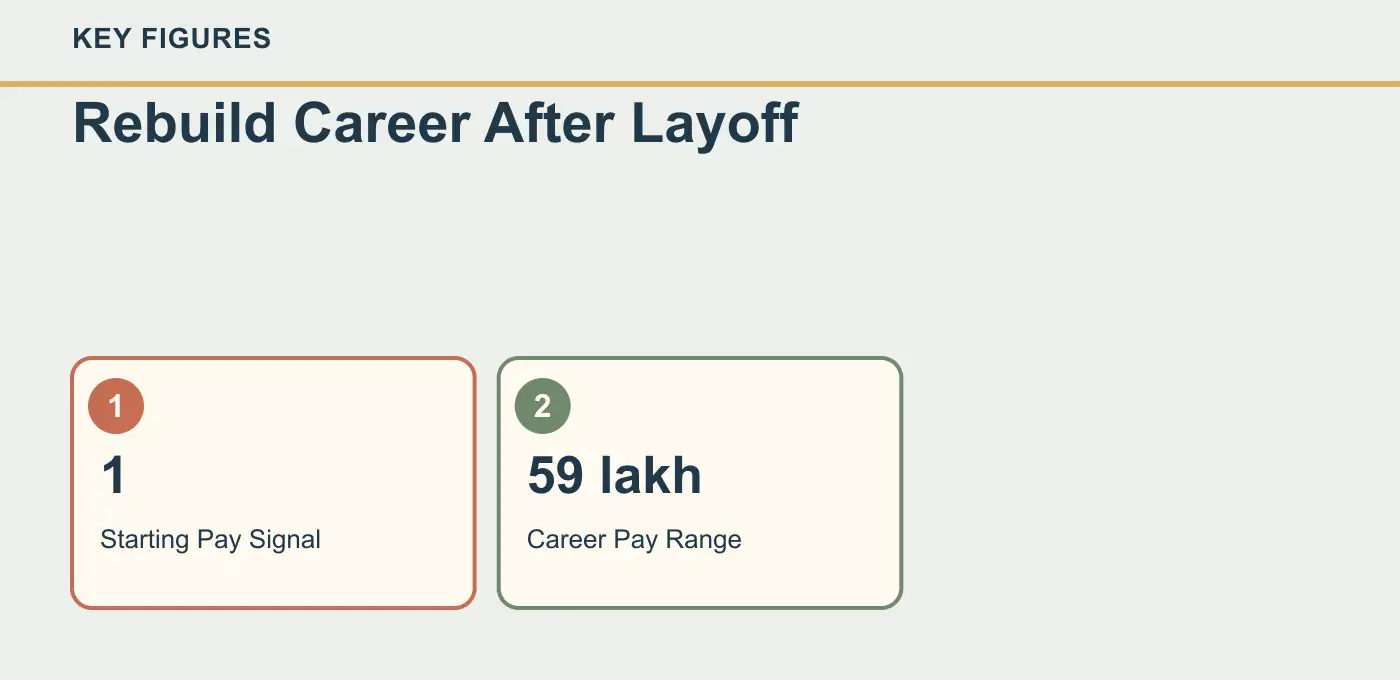 KEY FIGURES
Rebuild Career After Layoff
1
1
Starting Pay Signal
2
59 lakh
Career Pay Range